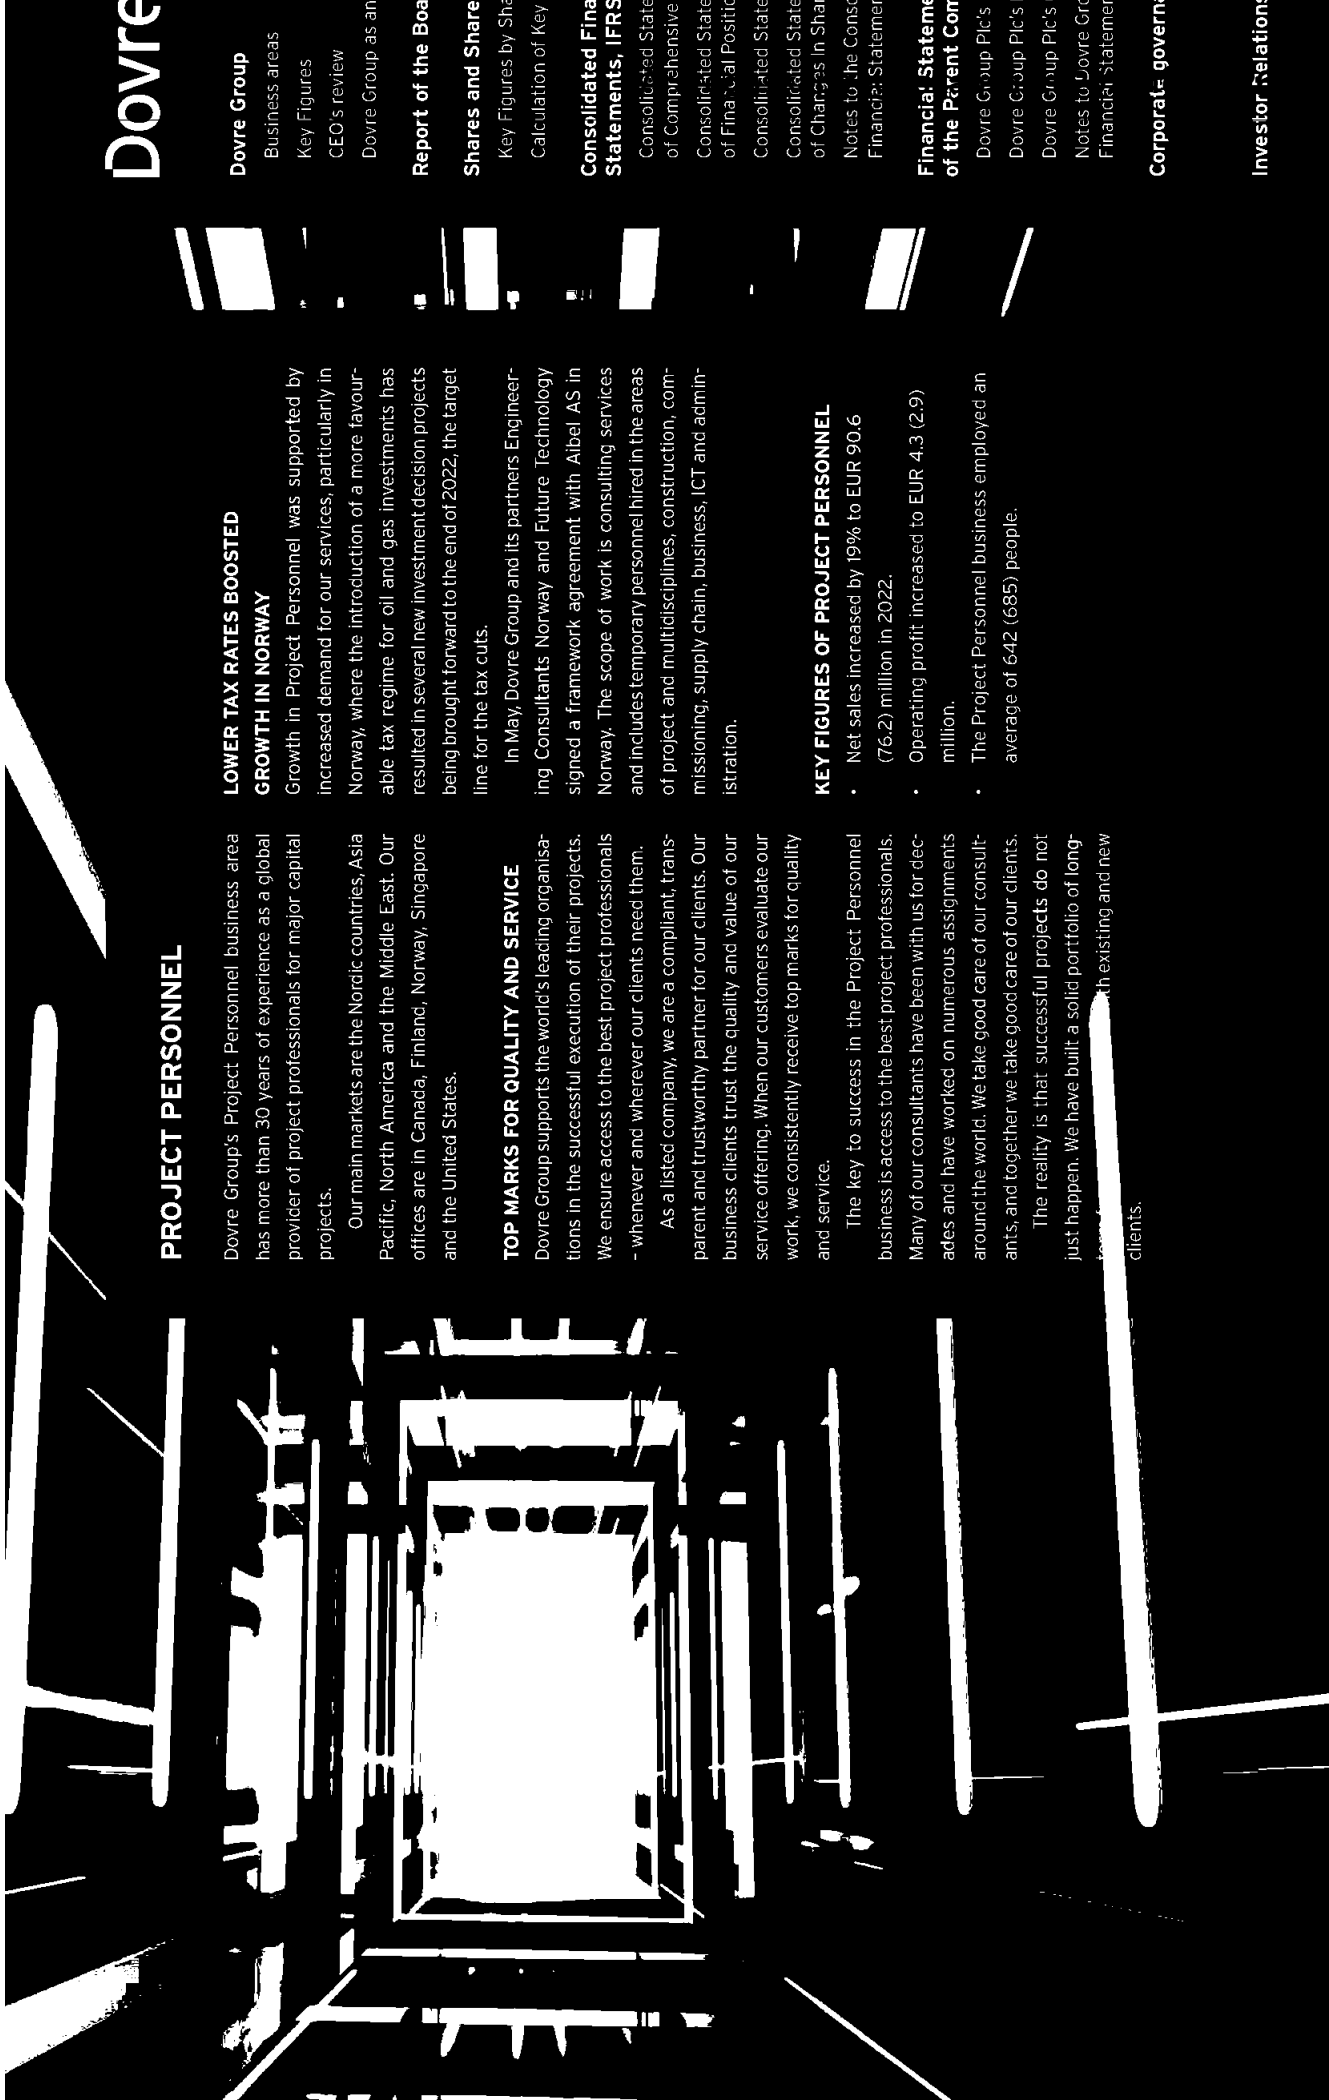 PROJECT PERSONNEL
Dovre Group's Project Personnel business area
has more than 30 years of experience as a global
provider of project professionals for major capital
projects.
Our main markets are the Nordic countries, Asia
Pacific, North America and the Middle East. Our
offices are in Canada, Finland, Norway, Singapore
and the United States.
TOP MARKS FOR QUALITY AND SERVICE
Dovre Group supports the world's leading organisa-
tions in the successful execution of their projects.
We ensure access to the best project professionals
– whenever and wherever our clients need them.
As a listed company, we are a compliant, trans-
parent and trustworthy partner for our clients. Our
business clients trust the quality and value of our
service offering. When our customers evaluate our
work, we consistently receive top marks for quality
and service.
The key to success in the Project Personnel
business is access to the best project professionals.
Many of our consultants have been with us for dec-
ades and have worked on numerous assignments
around the world. We take good care of our consult-
ants, and together we take good care of our clients.
The reality is that successful projects do not
just happen. We have built a solid portfolio of long-
existing and new
clients.
LOWER TAX RATES BOOSTED
GROWTH IN NORWAY
Growth in Project Personnel was supported by
increased demand for our services, particularly in
Norway, where the introduction of a more favour-
able tax regime for oil and gas investments has
resulted in several new investment decision projects
being brought forward to the end of 2022, the target
line for the tax cuts.
In May, Dovre Group and its partners Engineer-
ing Consultants Norway and Future Technology
signed a framework agreement with Aibel AS in
Norway. The scope of work is consulting services
and includes temporary personnel hired in the areas
of project and multidisciplines, construction, com-
missioning, supply chain, business, ICT and admin-
istration.
KEY FIGURES OF PROJECT PERSONNEL
• Net sales increased by 19% to EUR 90.6
(76.2) million in 2022.
• Operating profit increased to EUR 4.3 (2.9)
million.
• The Project Personnel business employed an
average of 642 (685) people.
Dovre
Dovre Group
Business areas
Key Figures
CEO's review
Dovre Group as an
Report of the Boa
Shares and Share
Key Figures by Sha
Calculation of Key
Consolidated Fina
Statements, IFRS
Consolidated State
of Comprehensive
Consolidated State
of Financial Positio
Consolidated State
Consolidated State
of Changes In Shar
Notes to the Conso
Financial Statemen
Financial Stateme
of the Parent Com
Dovre Group Plc's
Dovre Group Plc's
Dovre Group Plc's
Notes to Dovre Gro
Financial Statemen
Corporate governa
Investor Relations